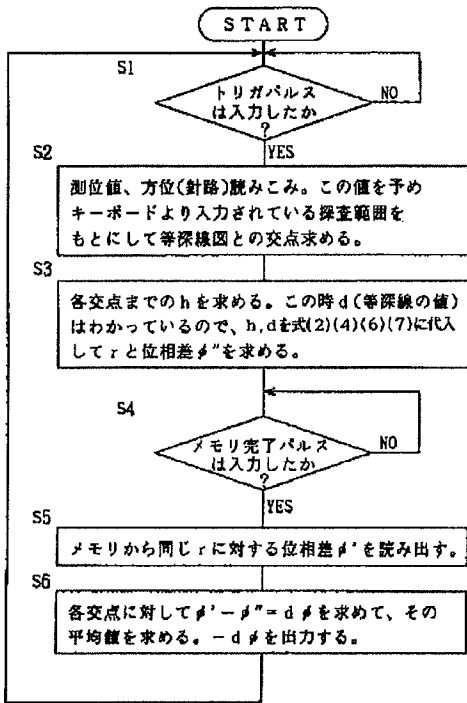 START
S1
トリガパルス
は入力したか
?
NO
YES
S2
測位値、方位(針路)読みこみ。この値を予め
キーボードより入力されている探査範囲を
もとにして等深線図との交点求める。
S3
各交点までのhを求める。この時d(等深線の値)
はわかっているので、h,dを式(2)(4)(6)(7)に代入
してrと位相差φ"を求める。
S4
メモリ完了パルス
は入力したか
?
NO
YES
S5
メモリから同じrに対する位相差φ'を読み出す。
S6
各交点に対してφ'-φ"=dφを求めて、その
平均値を求める。-dφを出力する。